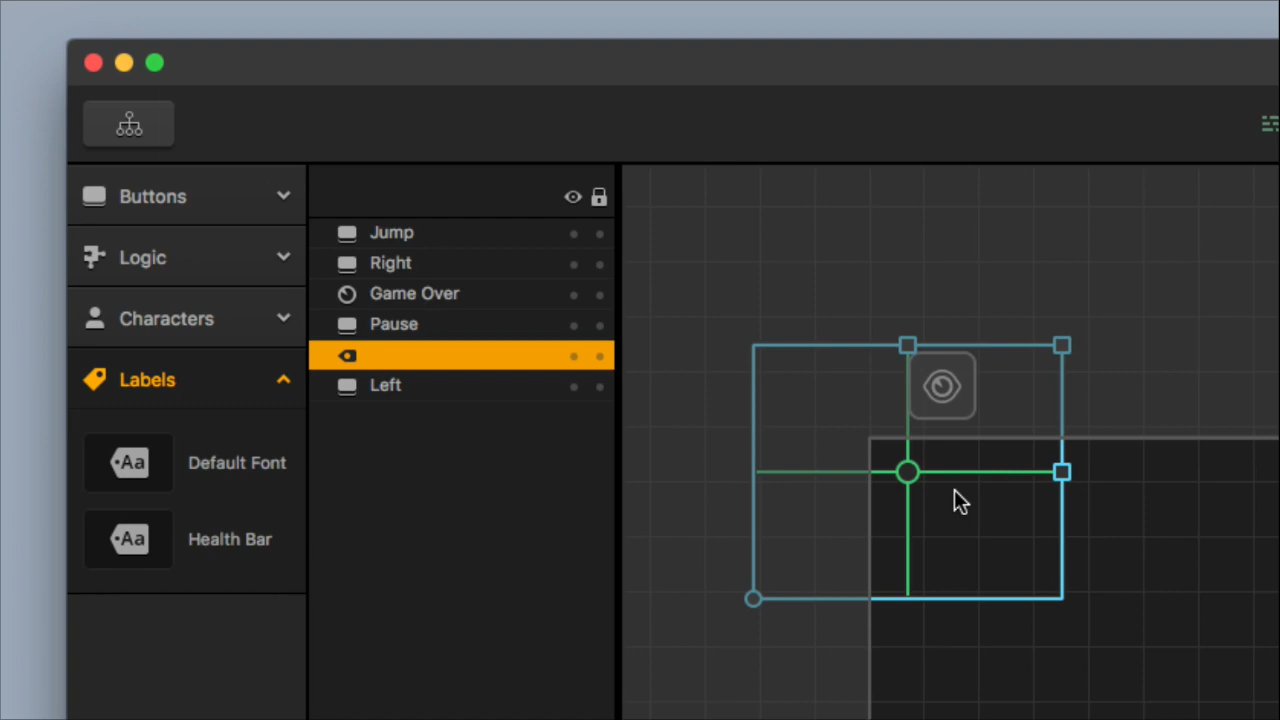 Buttons
Logic
Characters
Labels
Aa Default Font
Aa Health Bar
Jump
Right
Game Over
Pause
Left